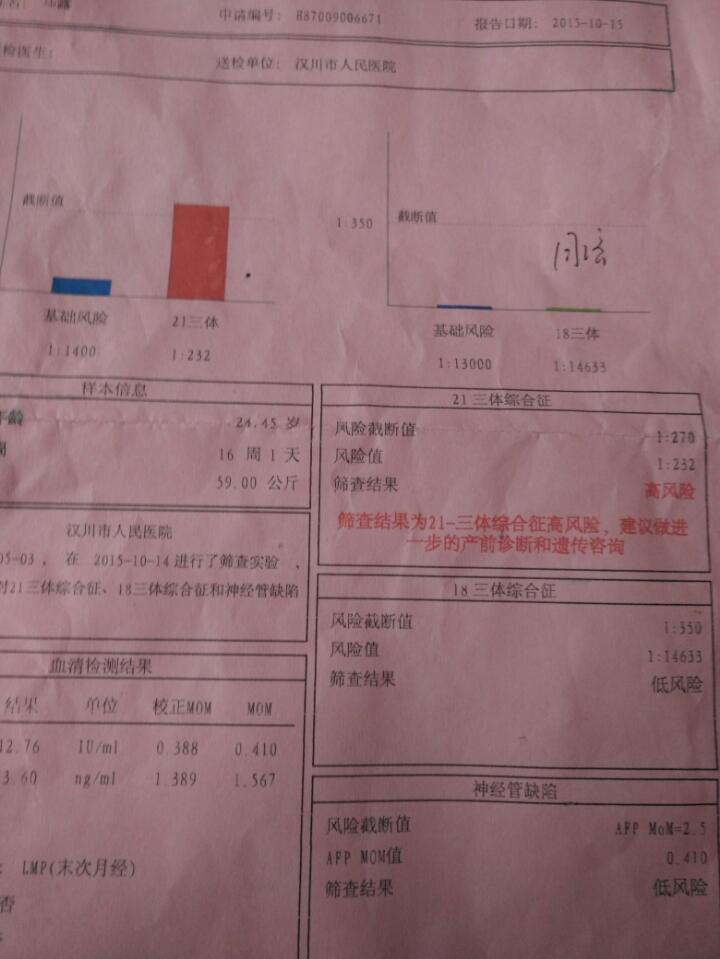 申请编号: H87009006671
报告日期: 2015-10-15
检医生:
送检单位: 汉川市人民医院
截断值
基础风险
21三体
1:1400
1:232
1:350
截断值
基础风险
18三体
1:13000
1:14633
样本信息
年龄 24.45 岁
周 16 周 1 天
59.00 公斤
汉川市人民医院
05-03, 在 2015-10-14进行了筛查实验,
对21三体综合征、18三体综合征和神经管缺陷
血清检测结果
结果 单位 校正MOM MOM
12.76 IU/ml 0.388 0.410
3.60 ng/ml 1.389 1.567
: LMP(末次月经)
否
21 三体综合征
风险截断值 1:270
风险值 1:232
筛查结果 高风险
筛查结果为21-三体综合征高风险, 建议做进
一步的产前诊断和遗传咨询
18 三体综合征
风险截断值 1:350
风险值 1:14633
筛查结果 低风险
神经管缺陷
风险截断值 AFP MoM=2.5
AFP MOM值 0.410
筛查结果 低风险